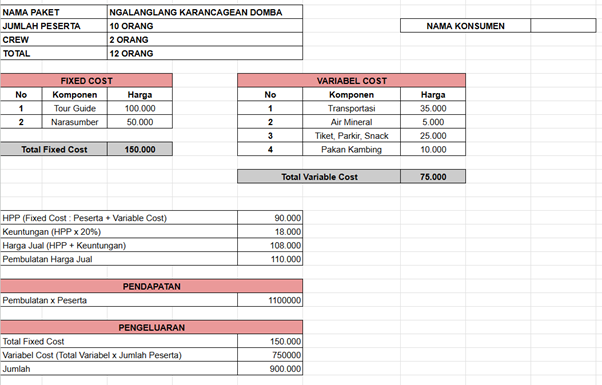 NAMA PAKET NGALANGLANG KARANCAGEAN DOMBA
JUMLAH PESERTA 10 ORANG NAMA KONSUMEN
CREW 2 ORANG
TOTAL 12 ORANG
FIXED COST VARIABEL COST
No Komponen Harga No Komponen Harga
1 Tour Guide 100.000 1 Transportasi 35.000
2 Narasumber 50.000 2 Air Mineral 5.000
3 Tiket, Parkir, Snack 25.000
Total Fixed Cost 150.000 4 Pakan Kambing 10.000
Total Variable Cost 75.000
HPP (Fixed Cost : Peserta + Variable Cost) 90.000
Keuntungan (HPP x 20%) 18.000
Harga Jual (HPP + Keuntungan) 108.000
Pembulatan Harga Jual 110.000
PENDAPATAN
Pembulatan x Peserta 1100000
PENGELUARAN
Total Fixed Cost 150.000
Variabel Cost (Total Variabel x Jumlah Peserta) 750000
Jumlah 900.000